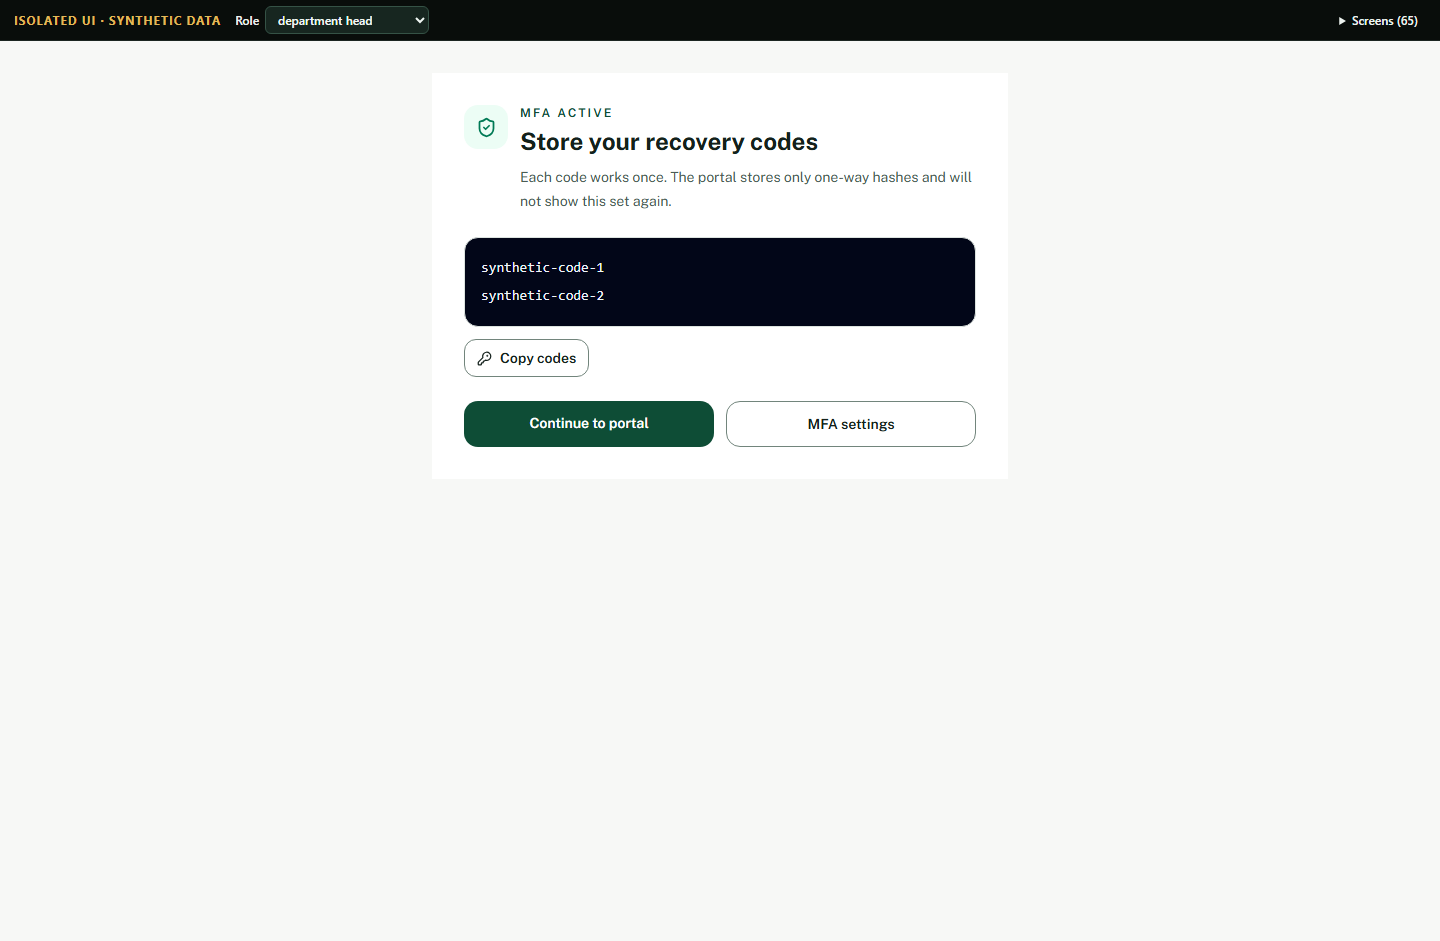 ISOLATED UI · SYNTHETIC DATA Role department head Screens (65)
MFA ACTIVE
Store your recovery codes
Each code works once. The portal stores only one-way hashes and will
not show this set again.
synthetic-code-1
synthetic-code-2
Copy codes
Continue to portal MFA settings